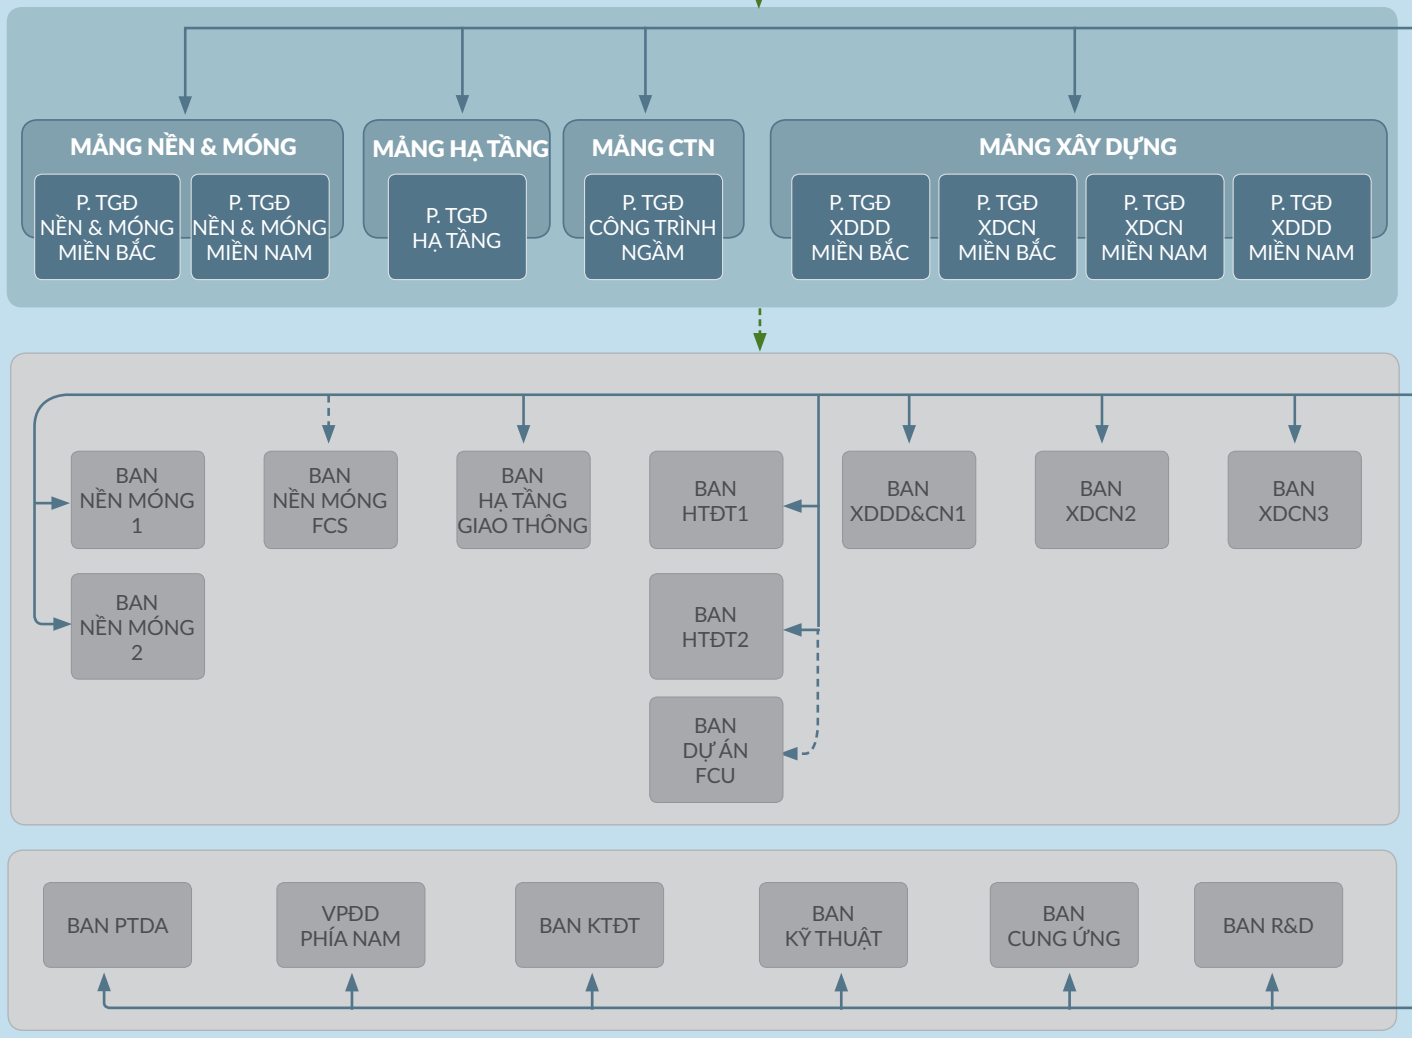 MẢNG NỀN & MÓNG
P. TGĐ
NỀN & MÓNG
MIỀN BẮC
P. TGĐ
NỀN & MÓNG
MIỀN NAM
MẢNG HẠ TẦNG
P. TGĐ
HẠ TẦNG
MẢNG CTN
P. TGĐ
CÔNG TRÌNH
NGẦM
MẢNG XÂY DỰNG
P. TGĐ
XDDD
MIỀN BẮC
P. TGĐ
XDCN
MIỀN BẮC
P. TGĐ
XDCN
MIỀN NAM
P. TGĐ
XDDD
MIỀN NAM
BAN
NỀN MÓNG
1
BAN
NỀN MÓNG
FCS
BAN
HẠ TẦNG
GIAO THÔNG
BAN
HTĐT1
BAN
XDDD&CN1
BAN
XDCN2
BAN
XDCN3
BAN
NỀN MÓNG
2
BAN
HTĐT2
BAN
DỰ ÁN
FCU
BAN PTDA
VPĐD
PHÍA NAM
BAN KTĐT
BAN
KỸ THUẬT
BAN
CUNG ỨNG
BAN R&D